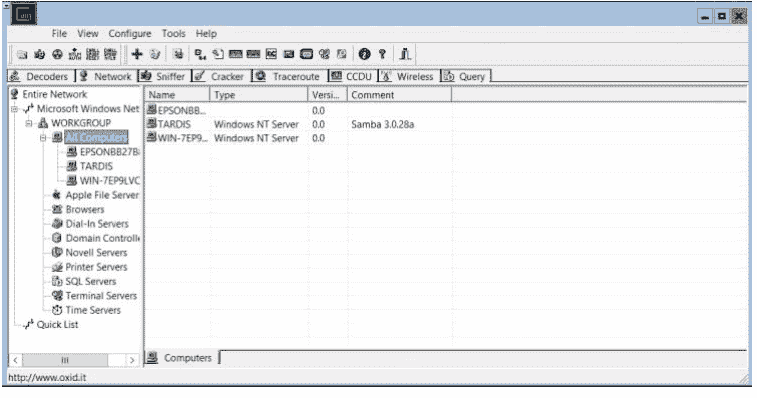 Cain
File View Configure Tools Help
Decoders Network Sniffer Cracker Traceroute CCDU Wireless Query
Entire Network
Microsoft Windows Net
WORKGROUP
All Computers
EPSONBB27B
TARDIS
WIN-7EP9LVC
Apple File Server
Browsers
Dial-In Servers
Domain Controll
Novell Servers
Printer Servers
SQL Servers
Terminal Servers
Time Servers
Quick List
Name Type Versi... Comment
EPSONBB... 0.0
TARDIS Windows NT Server 0.0 Samba 3.0.28a
WIN-7EP9... Windows NT Server 0.0
Computers
http://www.oxid.it